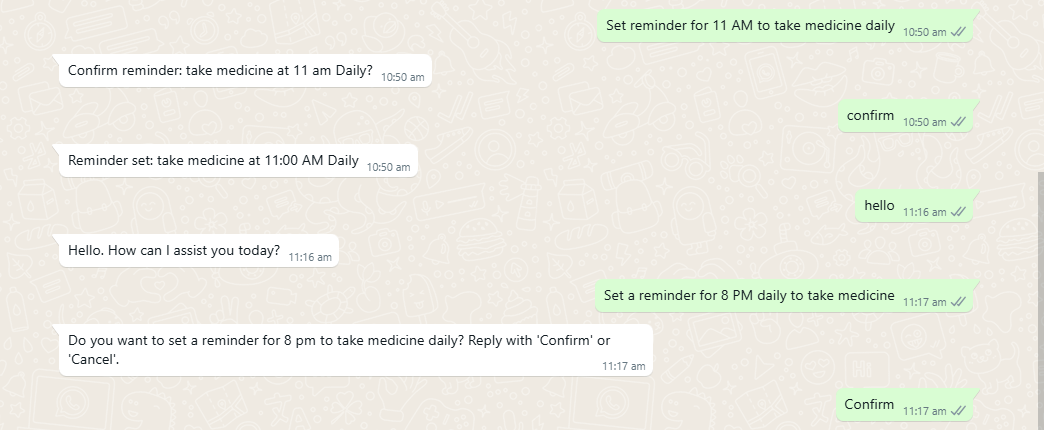 Set reminder for 11 AM to take medicine daily 10:50 am
Confirm reminder: take medicine at 11 am Daily? 10:50 am
confirm 10:50 am
Reminder set: take medicine at 11:00 AM Daily 10:50 am
hello 11:16 am
Hello. How can I assist you today? 11:16 am
Set a reminder for 8 PM daily to take medicine 11:17 am
Do you want to set a reminder for 8 pm to take medicine daily? Reply with 'Confirm' or
'Cancel'. 11:17 am
Confirm 11:17 am